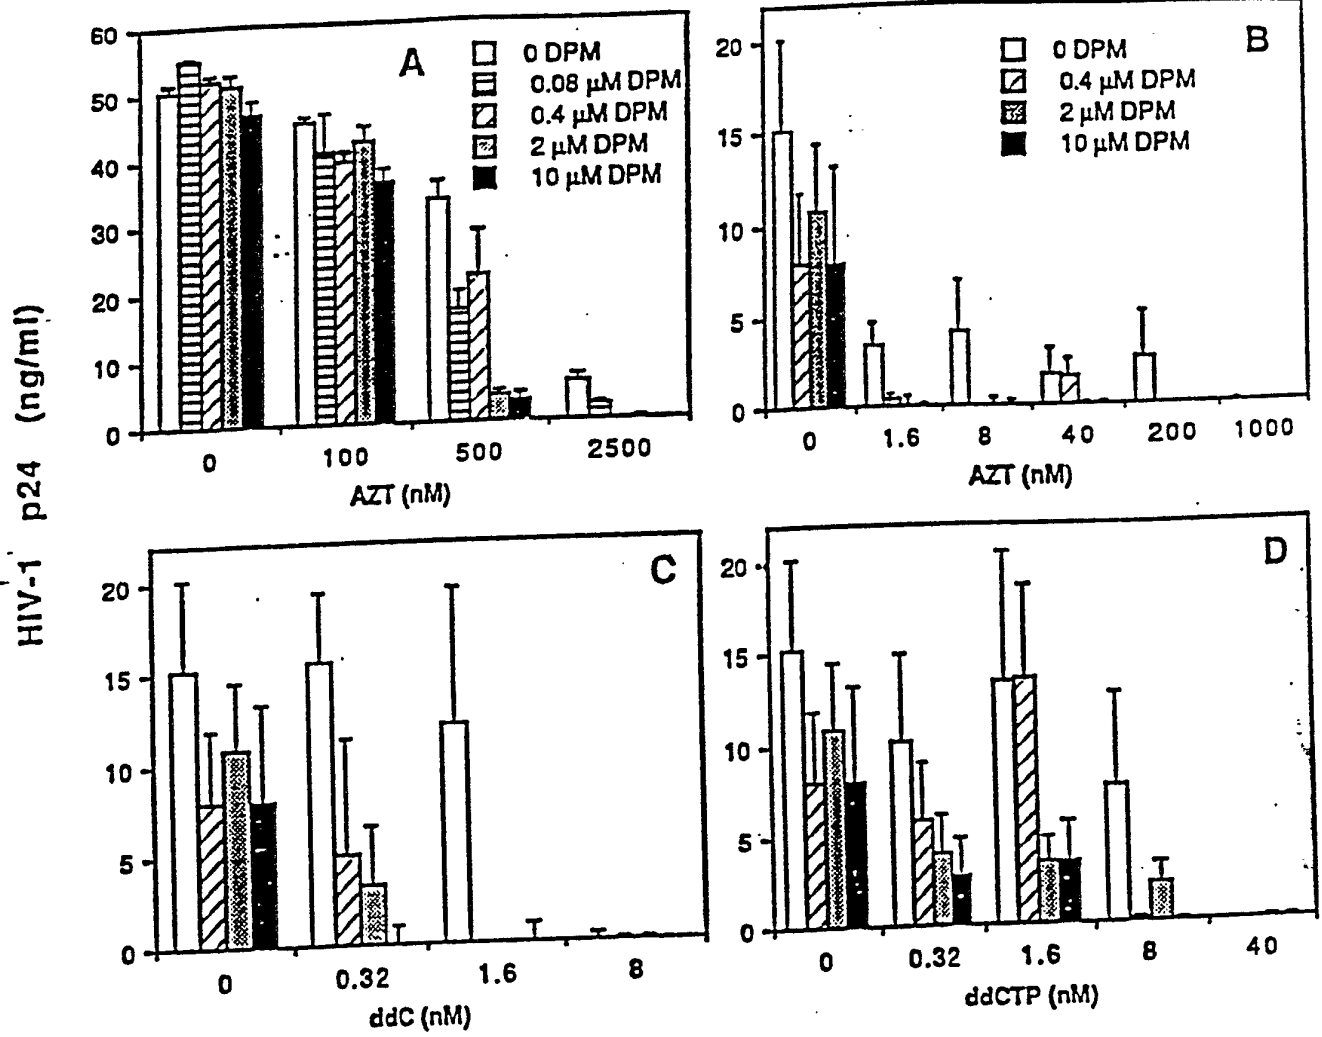 HIV-1 p24 (ng/ml)
A
60
50
40
30
20
10
0
0 DPM
0.08 µM DPM
0.4 µM DPM
2 µM DPM
10 µM DPM
0 100 500 2500
AZT (nM)
B
20
15
10
5
0
0 DPM
0.4 µM DPM
2 µM DPM
10 µM DPM
0 1.6 8 40 200 1000
AZT (nM)
C
20
15
10
5
0
0 0.32 1.6 8
ddC (nM)
D
20
15
10
5
0
0 0.32 1.6 8 40
ddCTP (nM)